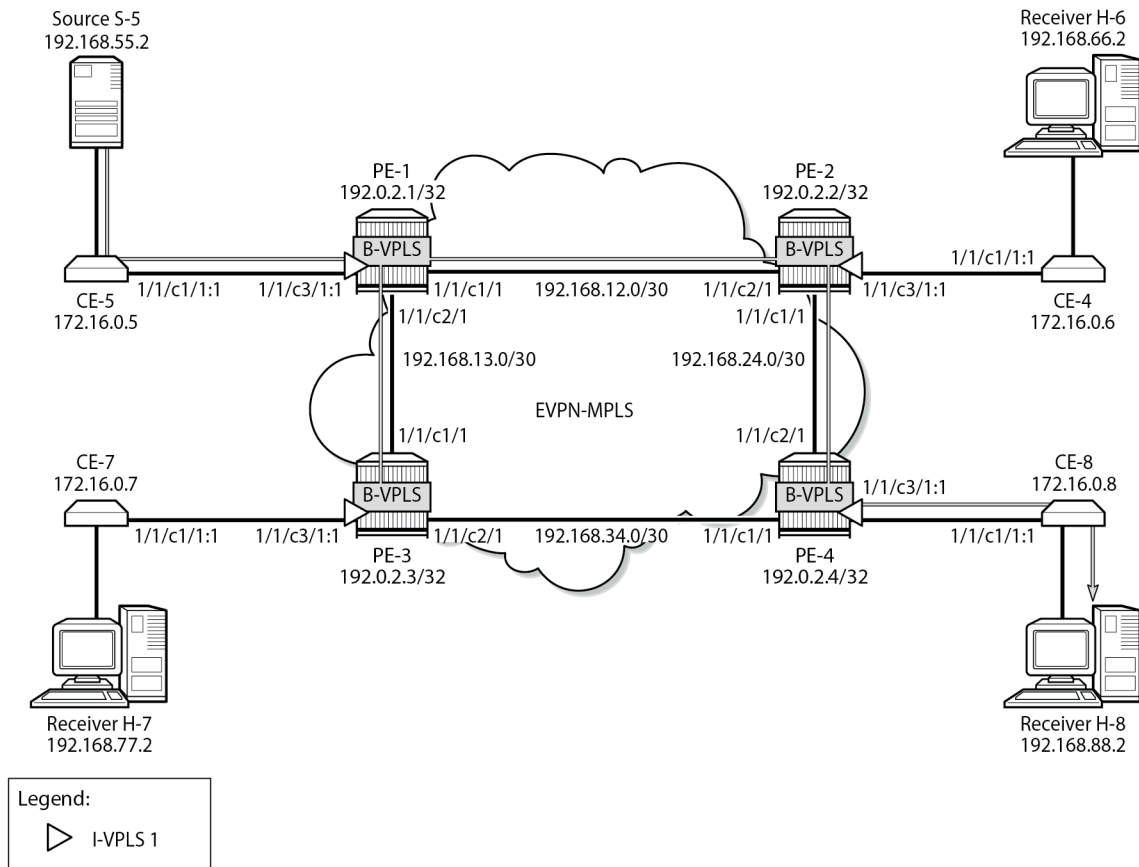 Source S-5
192.168.55.2
Receiver H-6
192.168.66.2
PE-1
192.0.2.1/32
PE-2
192.0.2.2/32
B-VPLS
B-VPLS
1/1/c1/1:1
1/1/c3/1:1
1/1/c1/1
192.168.12.0/30
1/1/c2/1
1/1/c3/1:1
1/1/c1/1:1
CE-5
172.16.0.5
CE-4
172.16.0.6
1/1/c2/1
1/1/c1/1
192.168.13.0/30
192.168.24.0/30
EVPN-MPLS
1/1/c1/1
1/1/c2/1
CE-7
172.16.0.7
CE-8
172.16.0.8
B-VPLS
B-VPLS
1/1/c3/1:1
1/1/c1/1:1
1/1/c3/1:1
1/1/c2/1
192.168.34.0/30
1/1/c1/1
1/1/c1/1:1
PE-3
192.0.2.3/32
PE-4
192.0.2.4/32
Receiver H-7
192.168.77.2
Receiver H-8
192.168.88.2
Legend:
I-VPLS 1